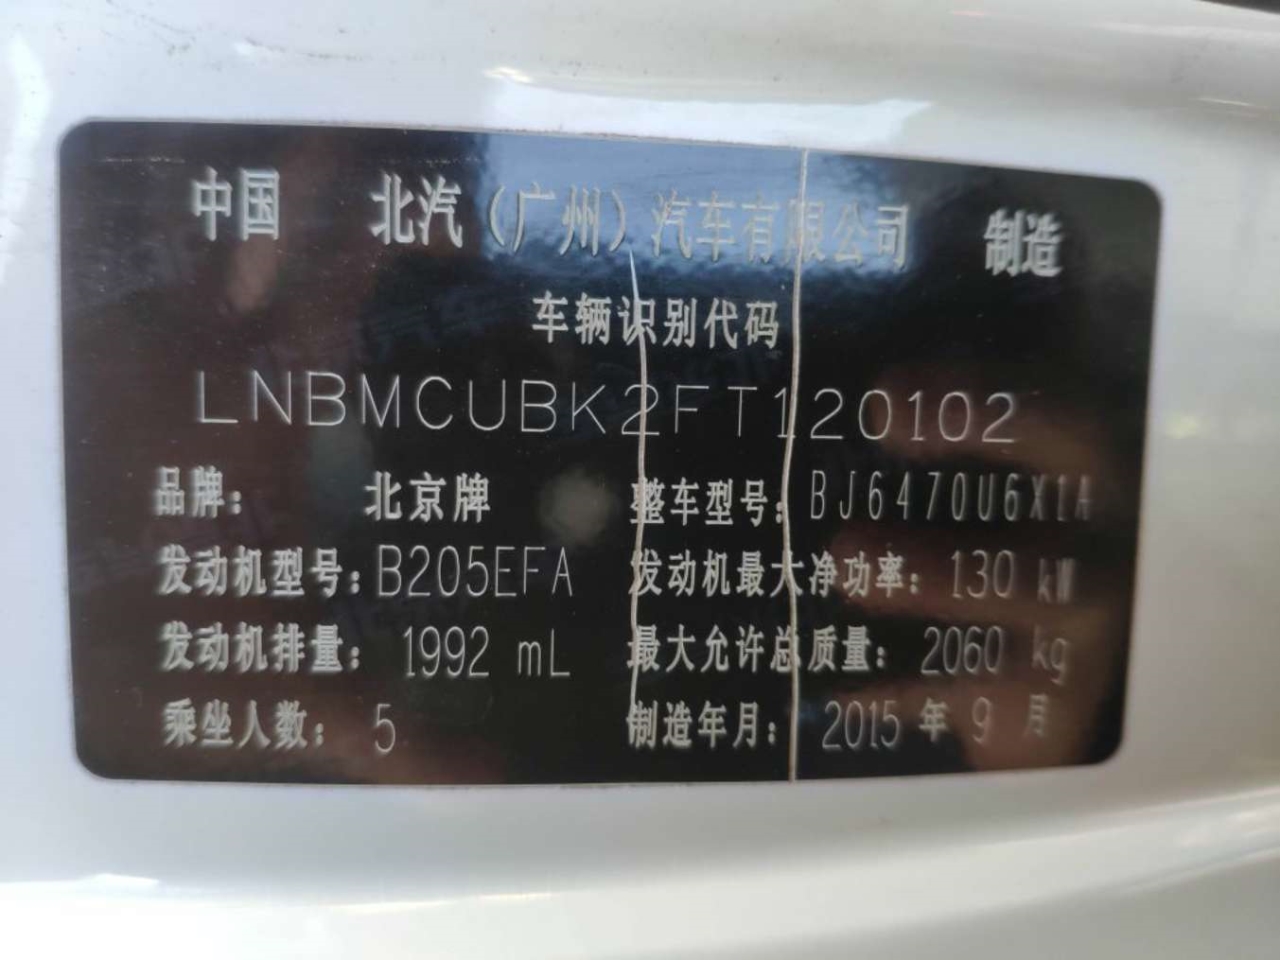 中国 北汽（广州）汽车有限公司 制造
车辆识别代码
LNBMCUBK2FT120102
品牌： 北京牌 整车型号：BJ6470U6X1A
发动机型号：B205EFA 发动机最大净功率：130 kW
发动机排量： 1992 mL 最大允许总质量：2060 kg
乘坐人数： 5 制造年月： 2015 年 9 月